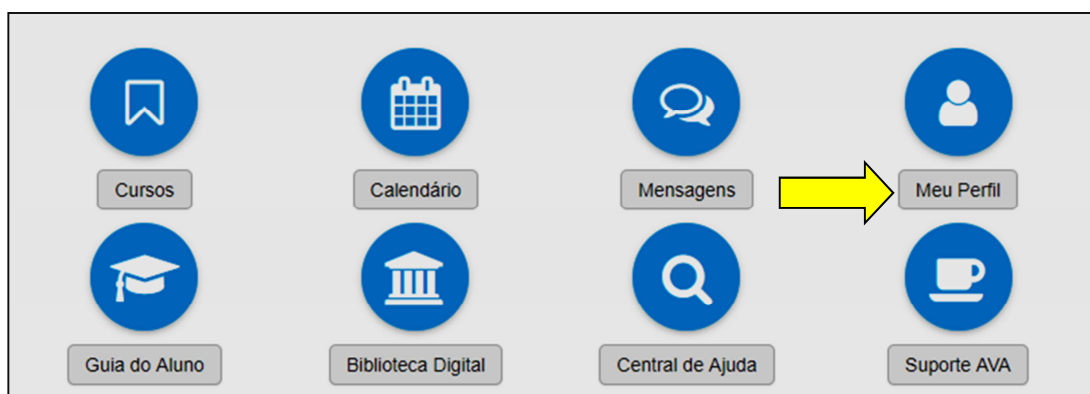 Cursos
Calendário
Mensagens
Meu Perfil
Guia do Aluno
Biblioteca Digital
Central de Ajuda
Suporte AVA